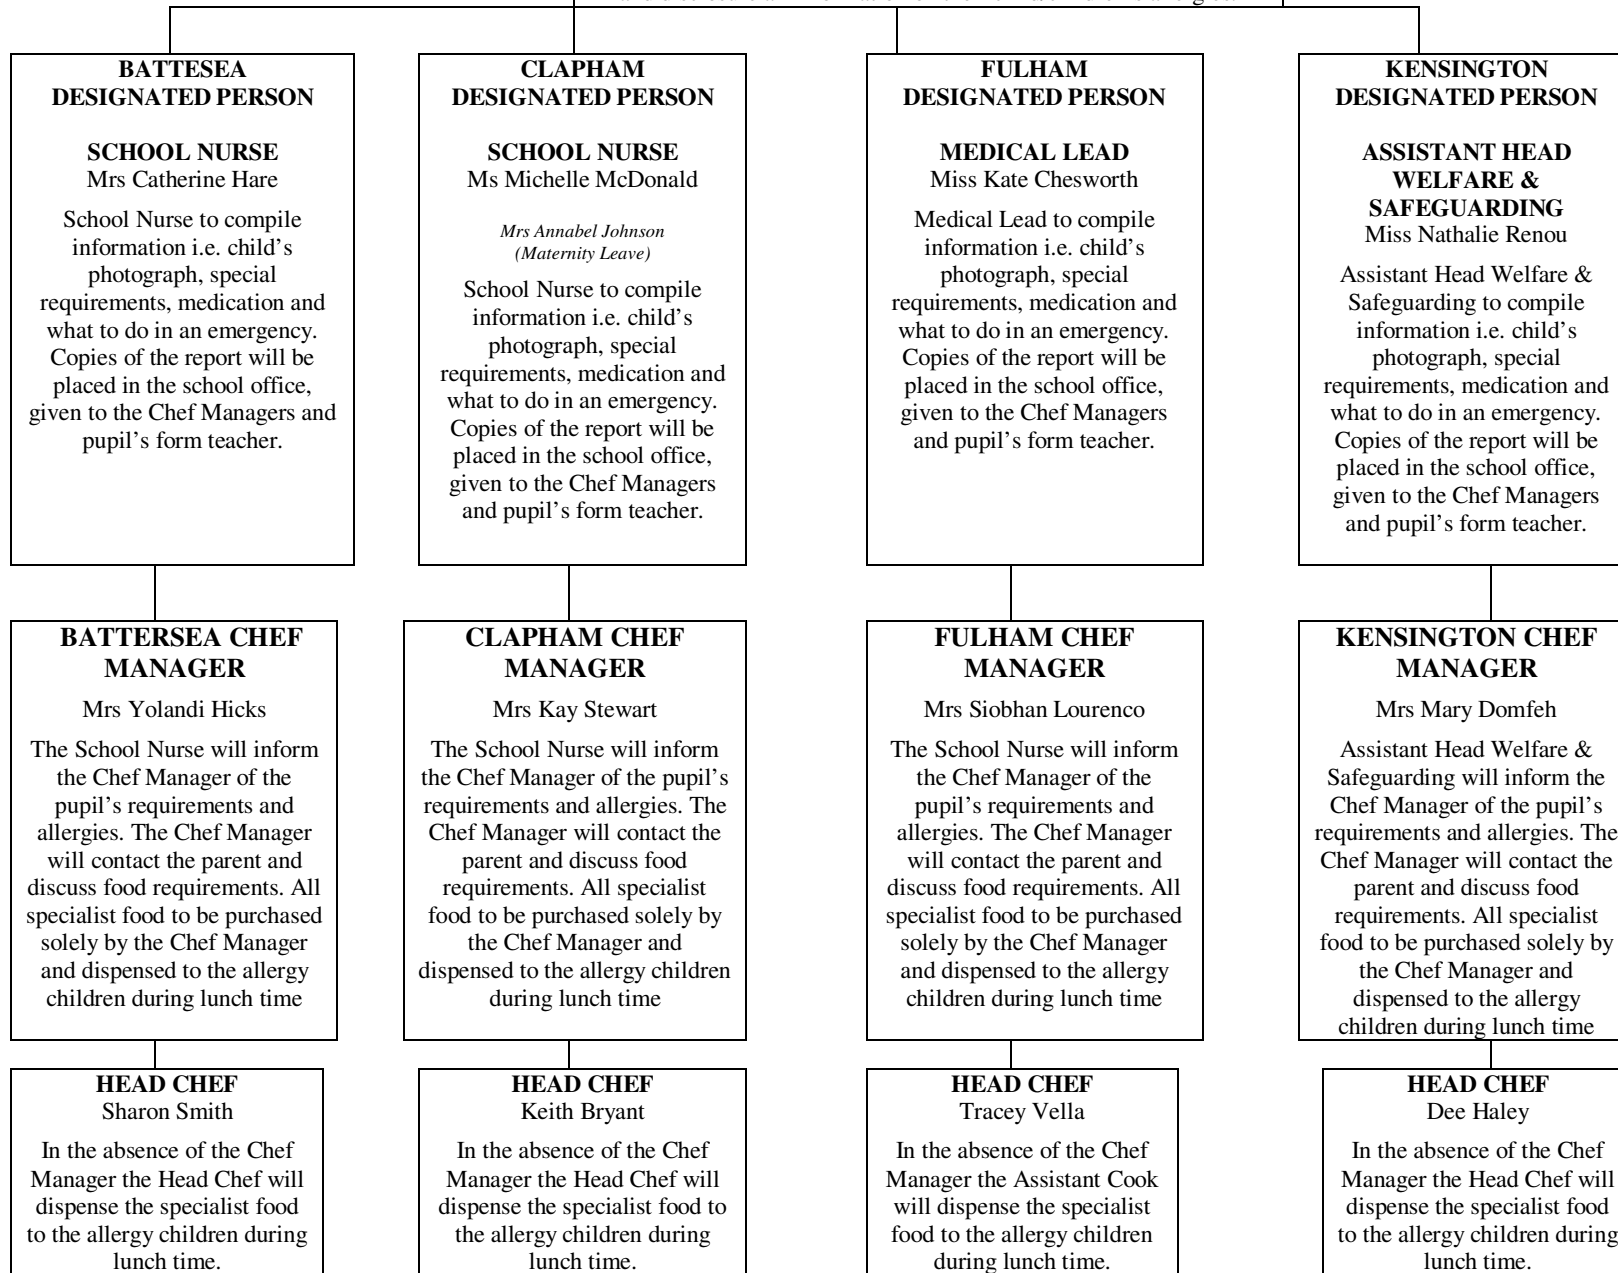 BATTESEA
DESIGNATED PERSON
SCHOOL NURSE
Mrs Catherine Hare
School Nurse to compile
information i.e. child's
photograph, special
requirements, medication and
what to do in an emergency.
Copies of the report will be
placed in the school office,
given to the Chef Managers and
pupil's form teacher.
CLAPHAM
DESIGNATED PERSON
SCHOOL NURSE
Ms Michelle McDonald
Mrs Annabel Johnson
(Maternity Leave)
School Nurse to compile
information i.e. child's
photograph, special
requirements, medication and
what to do in an emergency.
Copies of the report will be
placed in the school office,
given to the Chef Managers
and pupil's form teacher.
FULHAM
DESIGNATED PERSON
MEDICAL LEAD
Miss Kate Chesworth
Medical Lead to compile
information i.e. child's
photograph, special
requirements, medication and
what to do in an emergency.
Copies of the report will be
placed in the school office,
given to the Chef Managers
and pupil's form teacher.
KENSINGTON
DESIGNATED PERSON
ASSISTANT HEAD
WELFARE &
SAFEGUARDING
Miss Nathalie Renou
Assistant Head Welfare &
Safeguarding to compile
information i.e. child's
photograph, special
requirements, medication and
what to do in an emergency.
Copies of the report will be
placed in the school office,
given to the Chef Managers
and pupil's form teacher.
BATTERSEA CHEF
MANAGER
Mrs Yolandi Hicks
The School Nurse will inform
the Chef Manager of the
pupil's requirements and
allergies. The Chef Manager
will contact the parent and
discuss food requirements. All
specialist food to be purchased
solely by the Chef Manager
and dispensed to the allergy
children during lunch time
CLAPHAM CHEF
MANAGER
Mrs Kay Stewart
The School Nurse will inform
the Chef Manager of the pupil's
requirements and allergies. The
Chef Manager will contact the
parent and discuss food
requirements. All specialist
food to be purchased solely by
the Chef Manager and
dispensed to the allergy children
during lunch time
FULHAM CHEF
MANAGER
Mrs Siobhan Lourenco
The School Nurse will inform
the Chef Manager of the
pupil's requirements and
allergies. The Chef Manager
will contact the parent and
discuss food requirements. All
specialist food to be purchased
solely by the Chef Manager
and dispensed to the allergy
children during lunch time
KENSINGTON CHEF
MANAGER
Mrs Mary Domfeh
Assistant Head Welfare &
Safeguarding will inform the
Chef Manager of the pupil's
requirements and allergies. The
Chef Manager will contact the
parent and discuss food
requirements. All specialist
food to be purchased solely by
the Chef Manager and
dispensed to the allergy
children during lunch time
HEAD CHEF
Sharon Smith
In the absence of the Chef
Manager the Head Chef will
dispense the specialist food
to the allergy children during
lunch time.
HEAD CHEF
Keith Bryant
In the absence of the Chef
Manager the Head Chef will
dispense the specialist food to
the allergy children during
lunch time.
HEAD CHEF
Tracey Vella
In the absence of the Chef
Manager the Assistant Cook
will dispense the specialist
food to the allergy children
during lunch time.
HEAD CHEF
Dee Haley
In the absence of the Chef
Manager the Head Chef will
dispense the specialist food
to the allergy children during
lunch time.